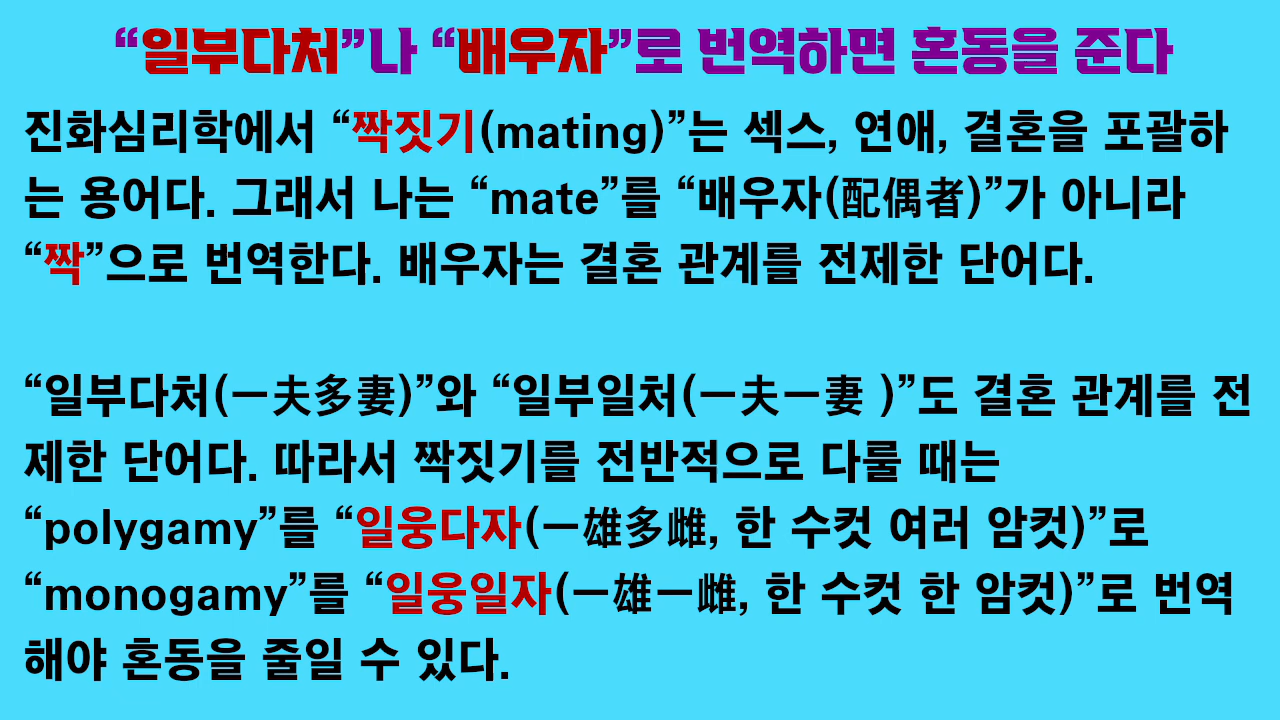 “일부다처”나 “배우자”로 번역하면 혼동을 준다
진화심리학에서 “짝짓기(mating)”는 섹스, 연애, 결혼을 포괄하
는 용어다. 그래서 나는 “mate”를 “배우자(配偶者)”가 아니라
“짝”으로 번역한다. 배우자는 결혼 관계를 전제한 단어다.
“일부다처(一夫多妻)”와 “일부일처(一夫一妻 )”도 결혼 관계를 전
제한 단어다. 따라서 짝짓기를 전반적으로 다룰 때는
“polygamy”를 “일웅다자(一雄多雌, 한 수컷 여러 암컷)”로
“monogamy”를 “일웅일자(一雄一雌, 한 수컷 한 암컷)”로 번역
해야 혼동을 줄일 수 있다.